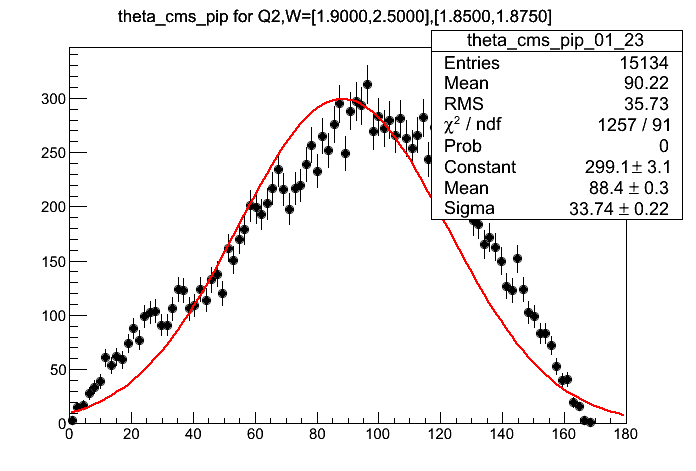 theta_cms_pip for Q2,W=[1.9000,2.5000],[1.8500,1.8750]
theta_cms_pip_01_23
Entries 15134
Mean 90.22
RMS 35.73
χ² / ndf 1257 / 91
Prob 0
Constant 299.1 ± 3.1
Mean 88.4 ± 0.3
Sigma 33.74 ± 0.22
300
250
200
150
100
50
0
0 20 40 60 80 100 120 140 160 180